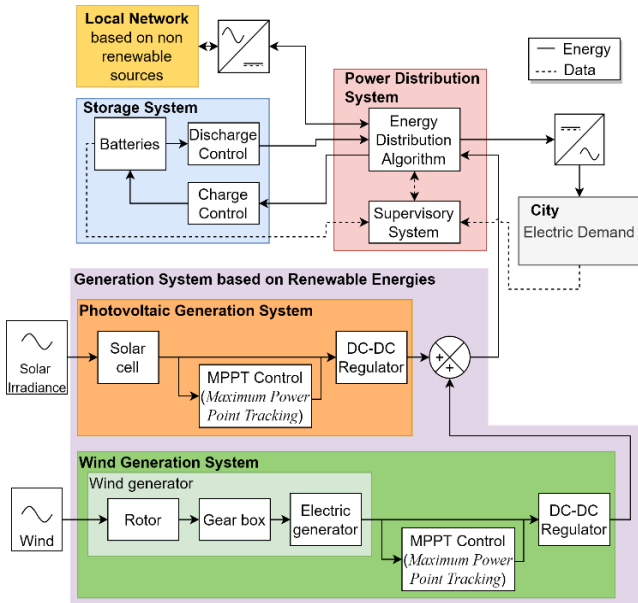 Local Network
based on non
renewable
sources
Energy
Data
Power Distribution
System
Storage System
Batteries
Discharge
Control
Charge
Control
Energy
Distribution
Algorithm
Supervisory
System
City
Electric Demand
Generation System based on Renewable Energies
Photovoltaic Generation System
Solar
Irradiance
Solar
cell
MPPT Control
(Maximum Power
Point Tracking)
DC-DC
Regulator
+
+
Wind Generation System
Wind generator
Wind
Rotor
Gear box
Electric
generator
MPPT Control
(Maximum Power
Point Tracking)
DC-DC
Regulator